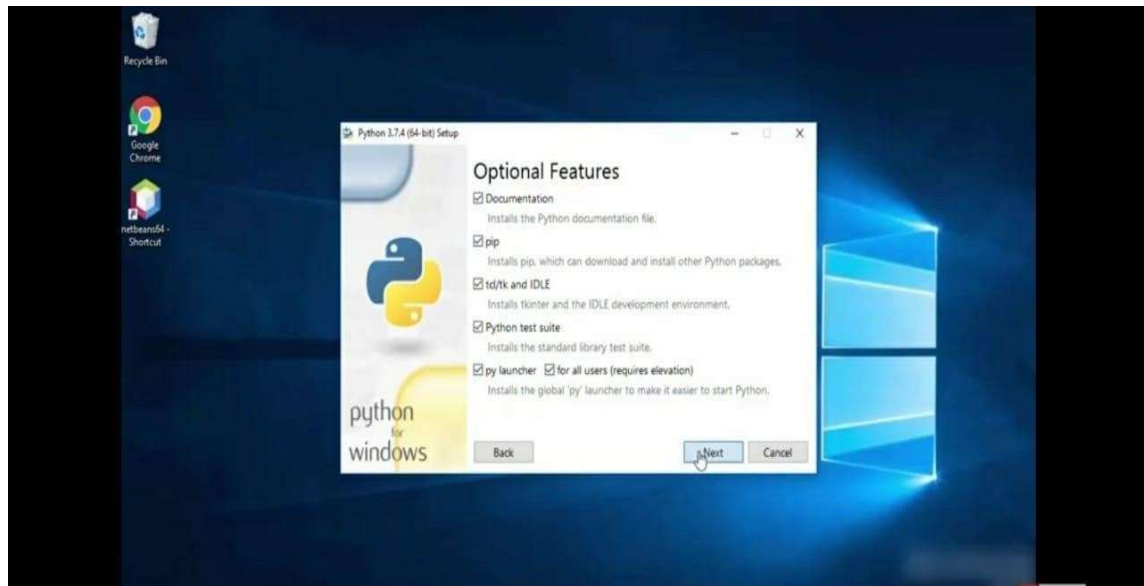 Recycle Bin
Google
Chrome
netbeans64 -
Shortcut
Python 3.7.4 (64-bit) Setup
Optional Features
Documentation
Installs the Python documentation file.
pip
Installs pip, which can download and install other Python packages.
td/tk and IDLE
Installs tkinter and the IDLE development environment.
Python test suite
Installs the standard library test suite.
py launcher for all users (requires elevation)
Installs the global 'py' launcher to make it easier to start Python.
python
for
windows
Back
Next
Cancel